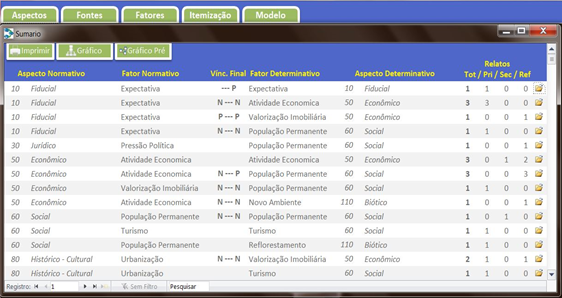 Aspectos Fontes Fatores Itemização Modelo
Sumario
Imprimir Gráfico Gráfico Pré
Relatos
Aspecto Normativo Fator Normativo Vínc. Final Fator Determinativo Aspecto Determinativo Tot / Pri / Sec / Ref
10 Fiducial Expectativa --- P Expectativa 10 Fiducial 1 1 0 0
10 Fiducial Expectativa N --- N Atividade Economica 50 Econômico 3 3 0 0
10 Fiducial Expectativa P --- P Valorização Imobiliária 50 Econômico 1 0 0 1
10 Fiducial Expectativa N --- N População Permanente 60 Social 1 1 0 0
30 Jurídico Pressão Política População Permanente 60 Social 1 0 0 1
50 Econômico Atividade Economica Atividade Economica 50 Econômico 3 0 1 2
50 Econômico Atividade Economica N --- P População Permanente 60 Social 3 0 0 3
50 Econômico Valorização Imobiliária N --- N População Permanente 60 Social 1 1 0 0
50 Econômico Atividade Economica N --- N Novo Ambiente 110 Biótico 1 0 0 1
60 Social População Permanente N --- N População Permanente 60 Social 1 0 1 0
60 Social Turismo Turismo 60 Social 1 1 0 0
60 Social População Permanente Reflorestamento 110 Biótico 1 1 0 0
80 Histórico - Cultural Urbanização N --- N Valorização Imobiliária 50 Econômico 2 1 0 1
80 Histórico - Cultural Urbanização Turismo 60 Social 1 1 0 0
Registro: 1 Sem Filtro Pesquisar